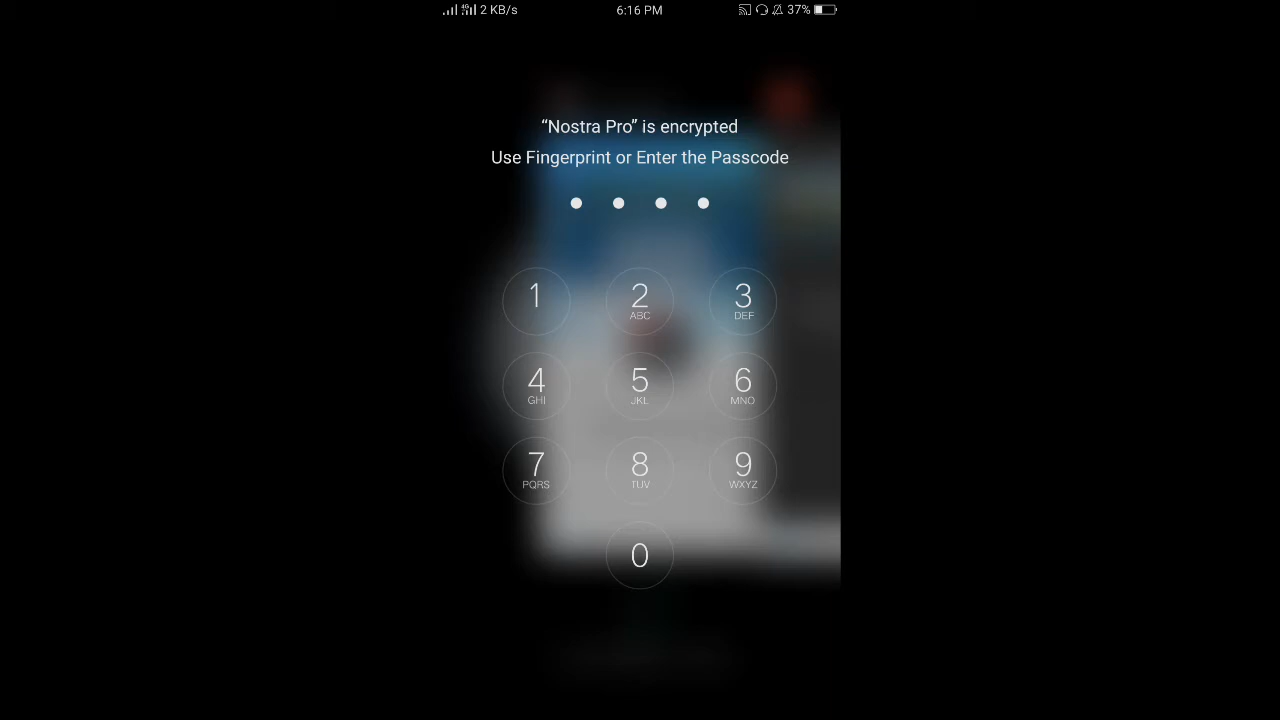 4G 2 KB/s 6:16 PM 37%
“Nostra Pro” is encrypted
Use Fingerprint or Enter the Passcode
1 2 3
ABC DEF
4 5 6
GHI JKL MNO
7 8 9
PQRS TUV WXYZ
0